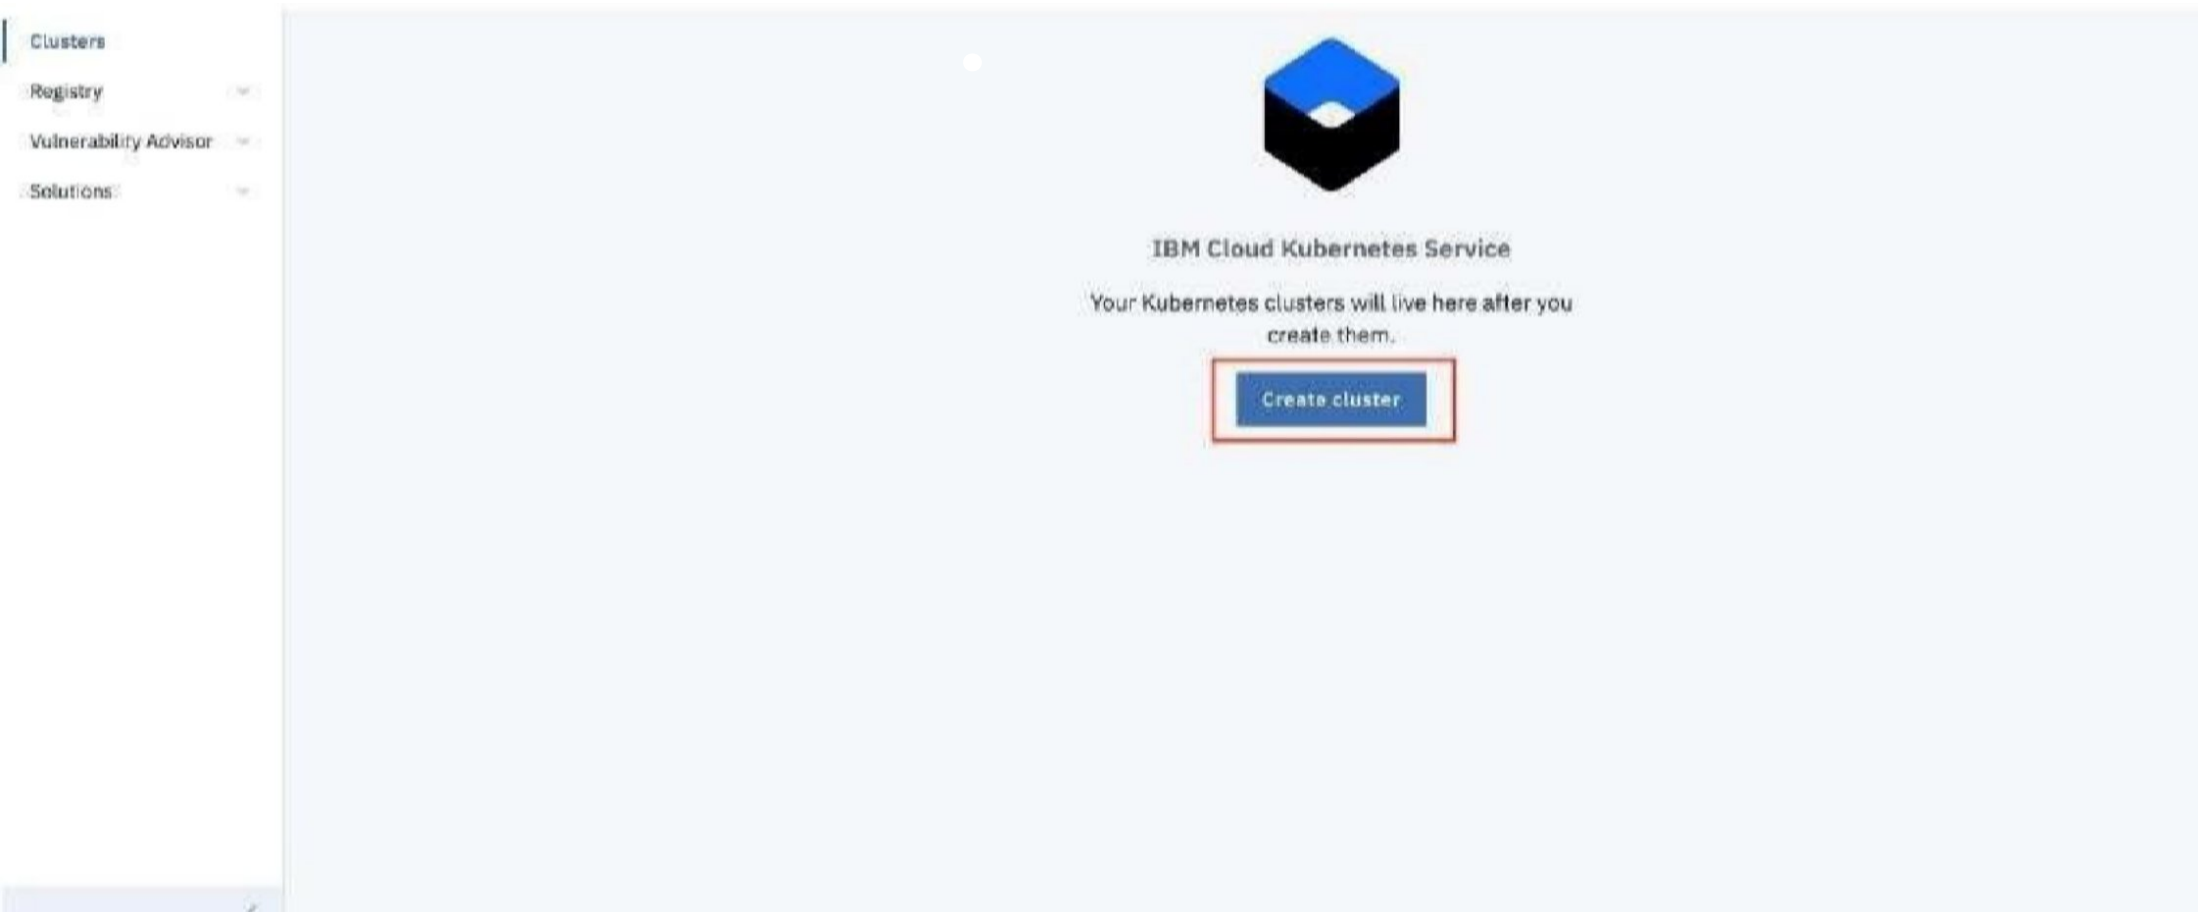 Clusters
Registry
Vulnerability Advisor
Solutions
IBM Cloud Kubernetes Service
Your Kubernetes clusters will live here after you
create them.
Create cluster